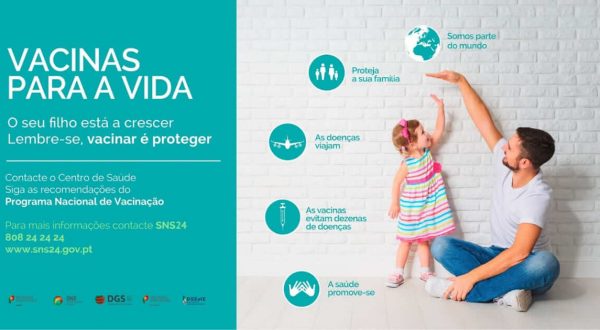 VACINAS
PARA A VIDA
O seu filho está a crescer
Lembre-se, vacinar é proteger
Contacte o Centro de Saúde
Siga as recomendações do
Programa Nacional de Vacinação
Para mais informações contacte SNS24
808 24 24 24
www.sns24.gov.pt
Somos parte
do mundo
Proteja
a sua família
As doenças
viajam
As vacinas
evitam dezenas
de doenças
A saúde
promove-se
DGS